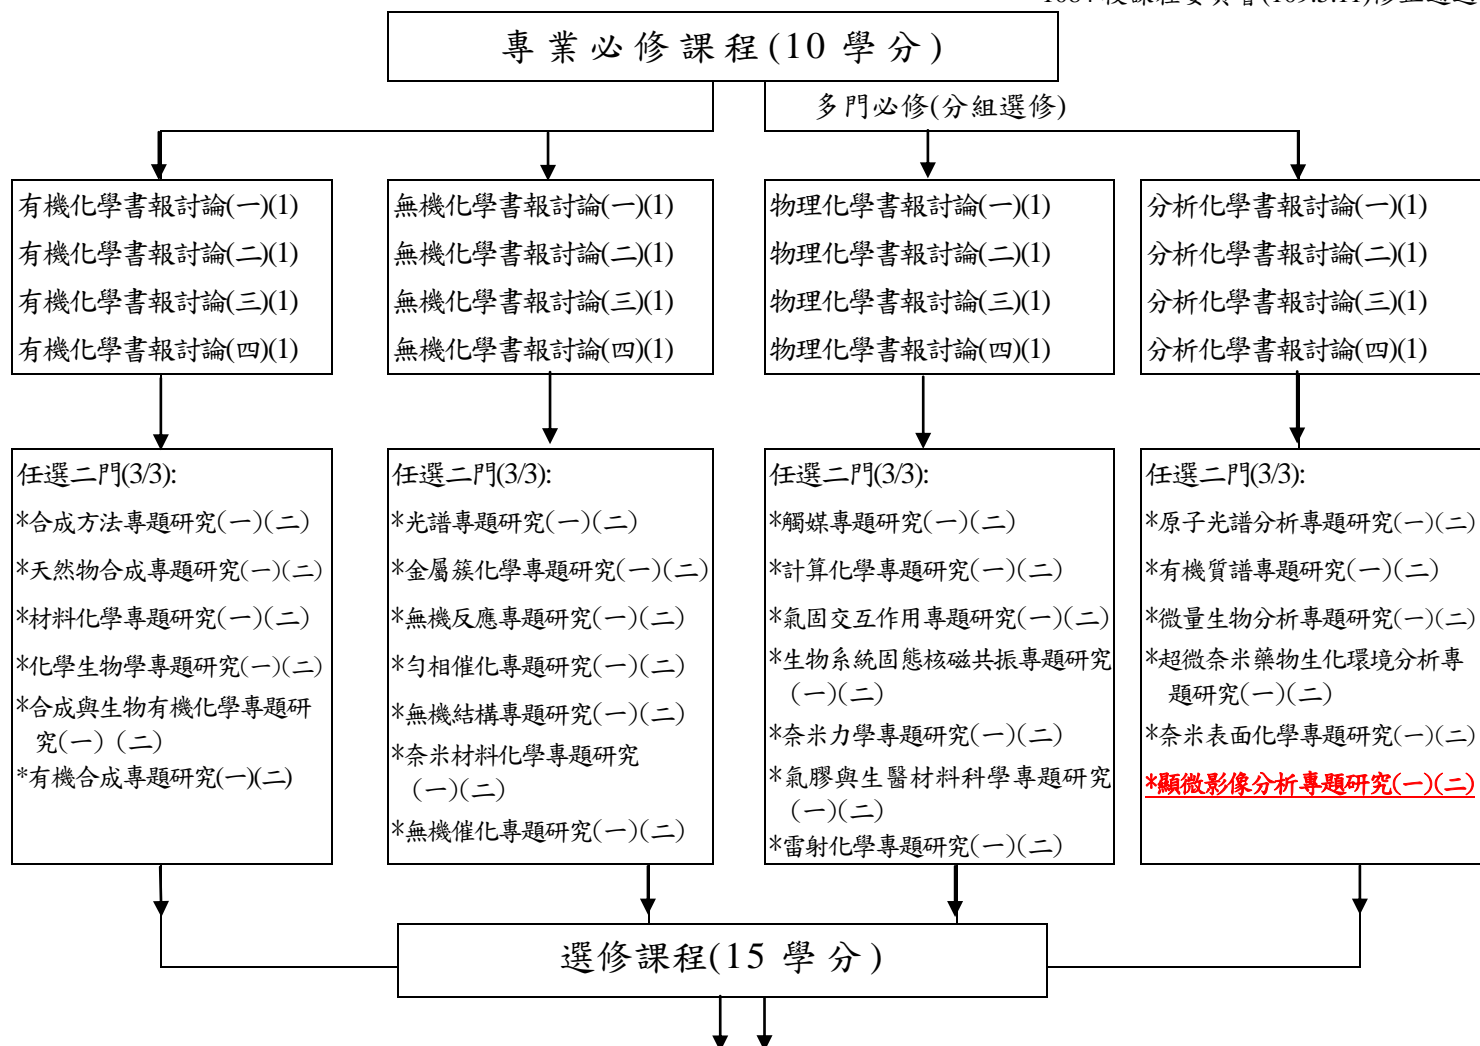 專業必修課程(10 學分)
多門必修(分組選修)
有機化學書報討論(一)(1)
有機化學書報討論(二)(1)
有機化學書報討論(三)(1)
有機化學書報討論(四)(1)
無機化學書報討論(一)(1)
無機化學書報討論(二)(1)
無機化學書報討論(三)(1)
無機化學書報討論(四)(1)
物理化學書報討論(一)(1)
物理化學書報討論(二)(1)
物理化學書報討論(三)(1)
物理化學書報討論(四)(1)
分析化學書報討論(一)(1)
分析化學書報討論(二)(1)
分析化學書報討論(三)(1)
分析化學書報討論(四)(1)
任選二門(3/3):
*合成方法專題研究(一)(二)
*天然物合成專題研究(一)(二)
*材料化學專題研究(一)(二)
*化學生物學專題研究(一)(二)
*合成與生物有機化學專題研
究(一) (二)
*有機合成專題研究(一)(二)
任選二門(3/3):
*光譜專題研究(一)(二)
*金屬簇化學專題研究(一)(二)
*無機反應專題研究(一)(二)
*勻相催化專題研究(一)(二)
*無機結構專題研究(一)(二)
*奈米材料化學專題研究
(一)(二)
*無機催化專題研究(一)(二)
任選二門(3/3):
*觸媒專題研究(一)(二)
*計算化學專題研究(一)(二)
*氣固交互作用專題研究(一)(二)
*生物系統固態核磁共振專題研究
(一)(二)
*奈米力學專題研究(一)(二)
*氣膠與生醫材料科學專題研究
(一)(二)
*雷射化學專題研究(一)(二)
任選二門(3/3):
*原子光譜分析專題研究(一)(二)
*有機質譜專題研究(一)(二)
*微量生物分析專題研究(一)(二)
*超微奈米藥物生化環境分析專
題研究(一)(二)
*奈米表面化學專題研究(一)(二)
*顯微影像分析專題研究(一)(二)
選修課程(15 學分)